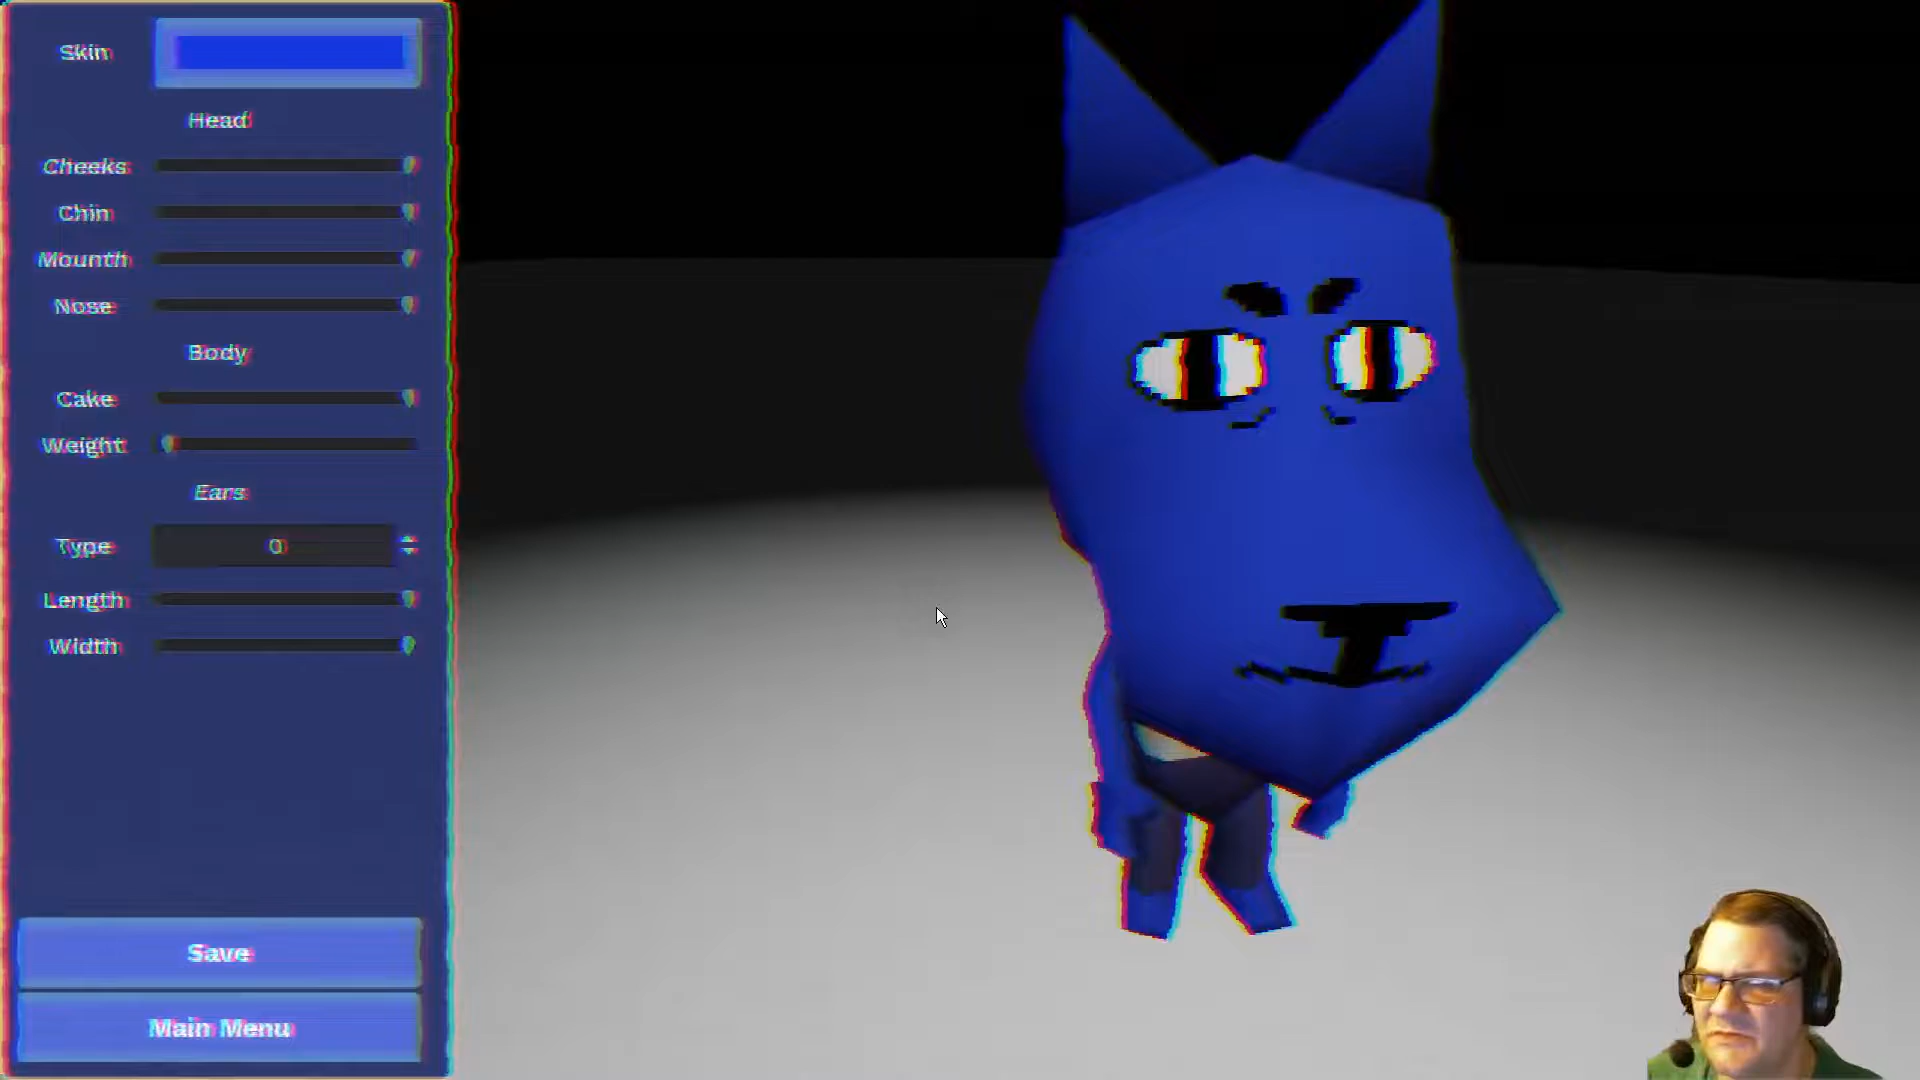 Skin
Head
Cheeks
Chin
Mounth
Nose
Body
Cake
Weight
Ears
Type 0
Length
Width
Save
Main Menu